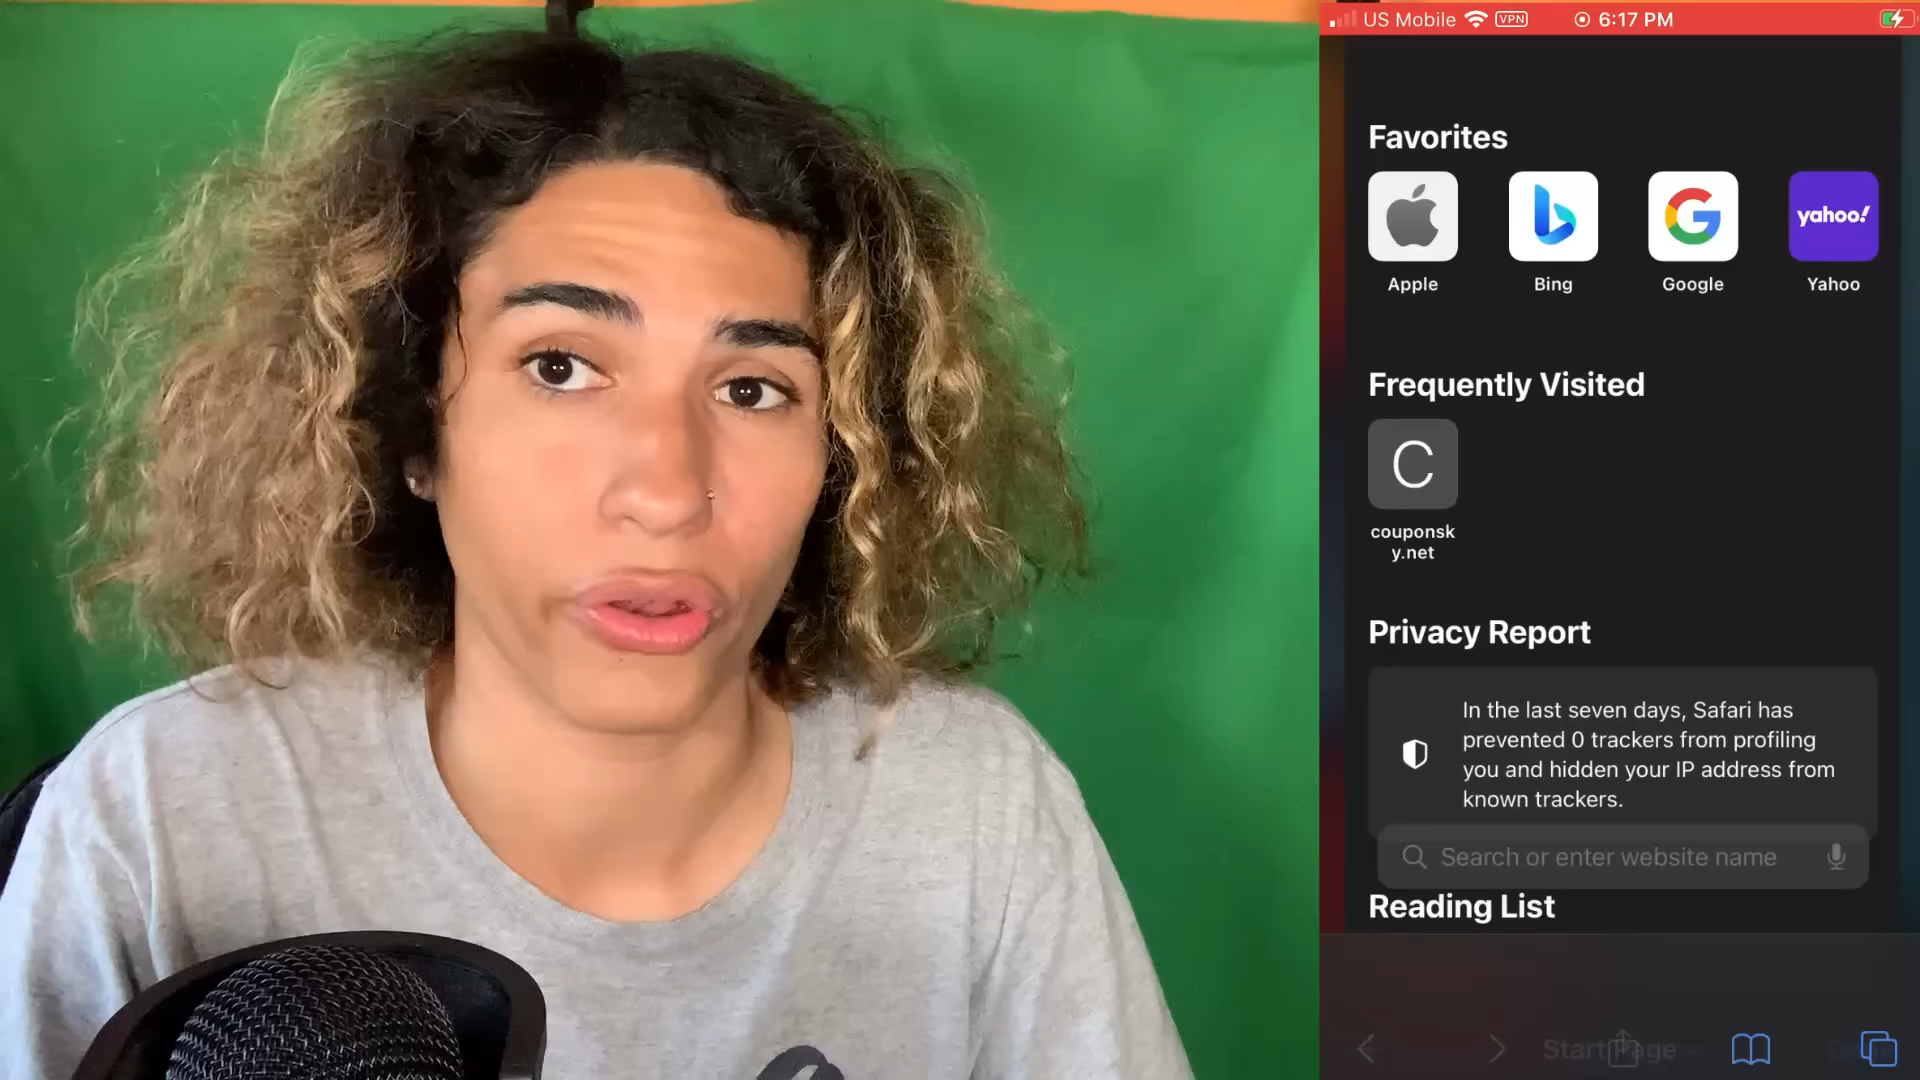 US Mobile VPN 6:17 PM
Favorites
yahoo!
Apple Bing Google Yahoo
Frequently Visited
C
couponsk
y.net
Privacy Report
In the last seven days, Safari has
prevented 0 trackers from profiling
you and hidden your IP address from
known trackers.
Search or enter website name
Reading List
Start Page